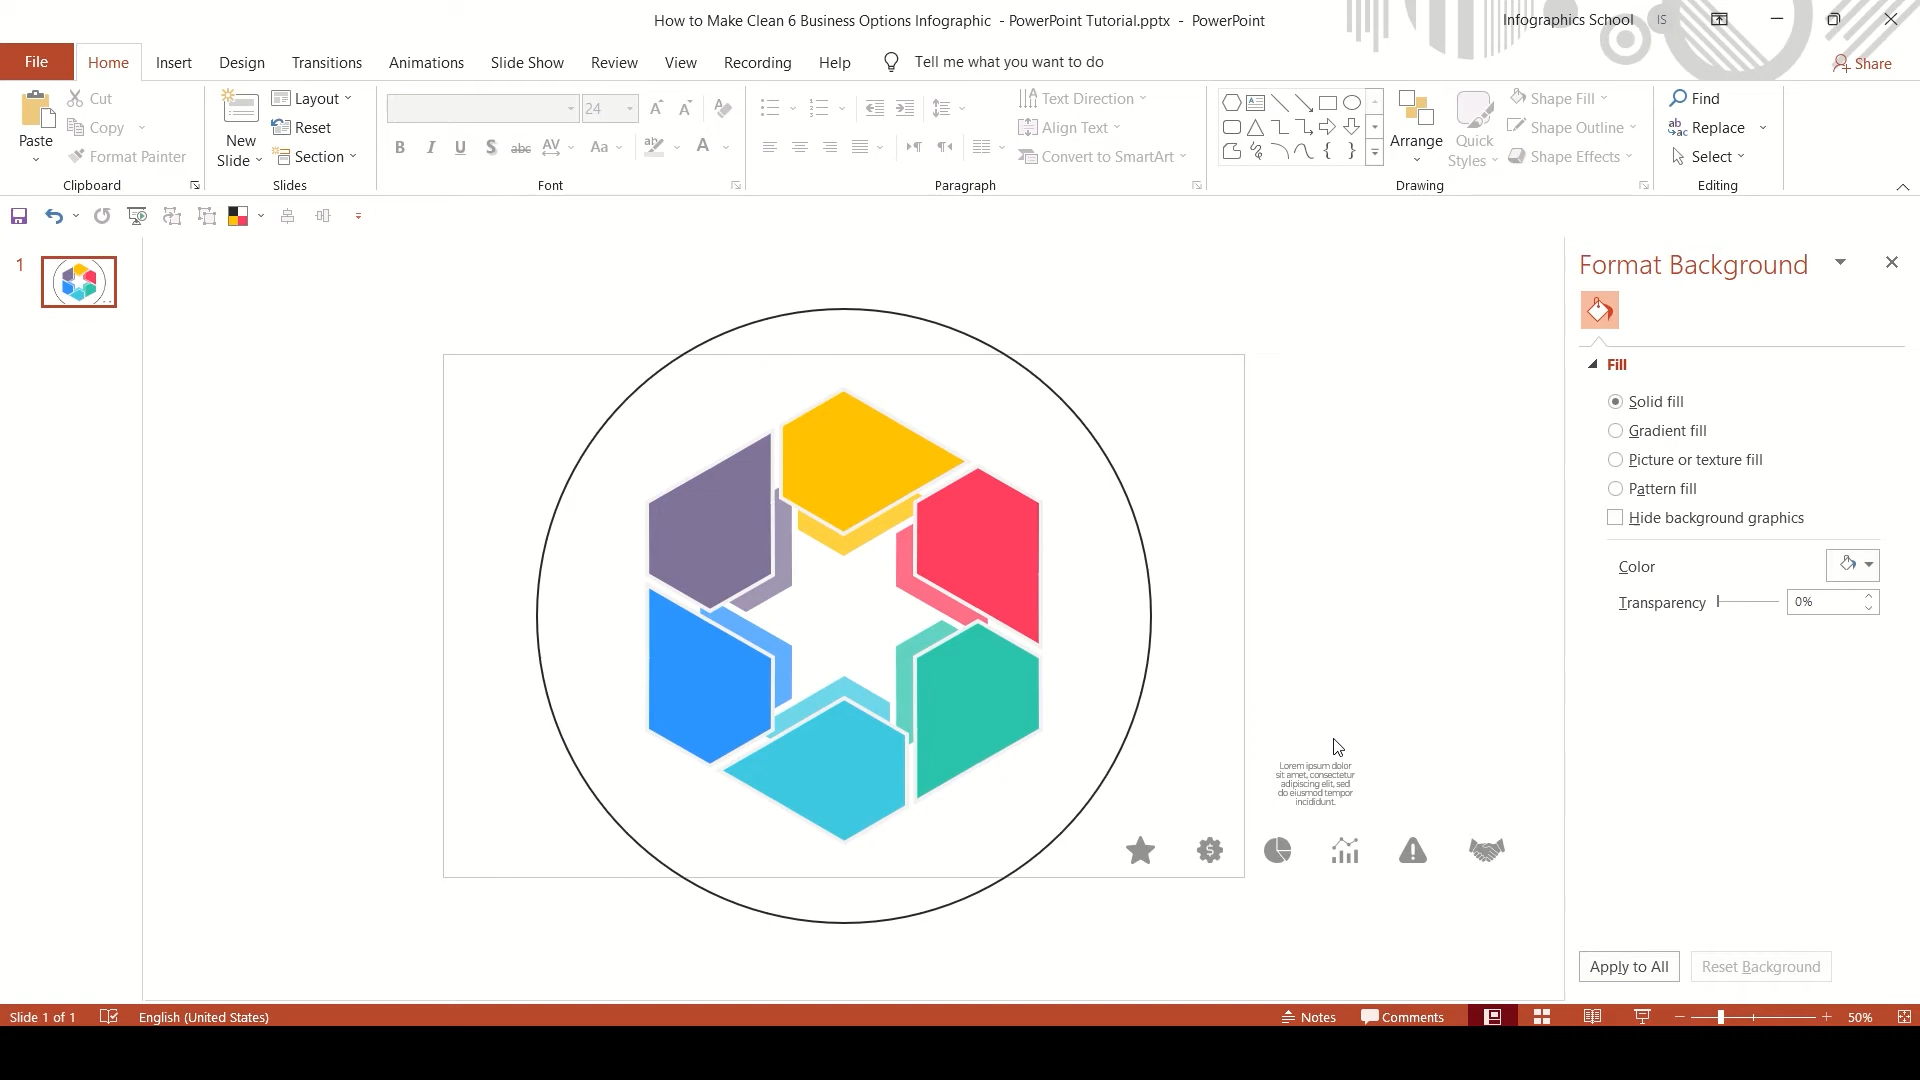 How to Make Clean 6 Business Options Infographic - PowerPoint Tutorial.pptx - PowerPoint
Infographics School IS
File Home Insert Design Transitions Animations Slide Show Review View Recording Help Tell me what you want to do Share
Paste
Cut
Copy
Format Painter
Clipboard
New Slide
Layout
Reset
Section
Slides
24
B I U S abc AV Aa ab A
Font
Text Direction
Align Text
Convert to SmartArt
Paragraph
Arrange
Quick Styles
Shape Fill
Shape Outline
Shape Effects
Drawing
Find
Replace
Select
Editing
1
Lorem ipsum dolor
sit amet, consectetur
adipiscing elit, sed
do eiusmod tempor
incididunt.
Format Background
Fill
Solid fill
Gradient fill
Picture or texture fill
Pattern fill
Hide background graphics
Color
Transparency 0%
Apply to All Reset Background
Slide 1 of 1 English (United States) Notes Comments 50%